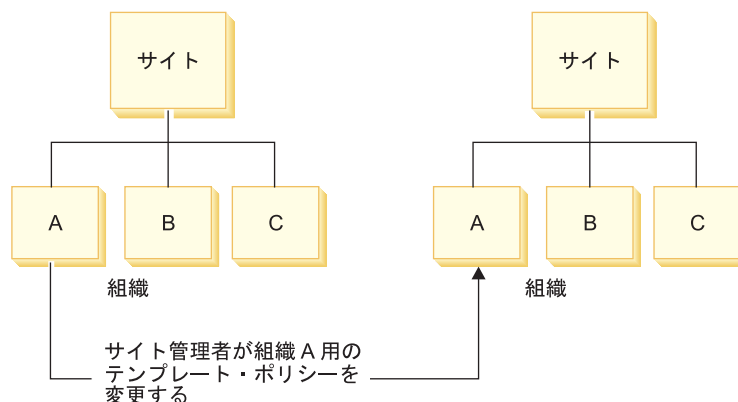 サイト
サイト
A
B
C
A
B
C
組織
組織
サイト管理者が組織A用の
テンプレート・ポリシーを
変更する